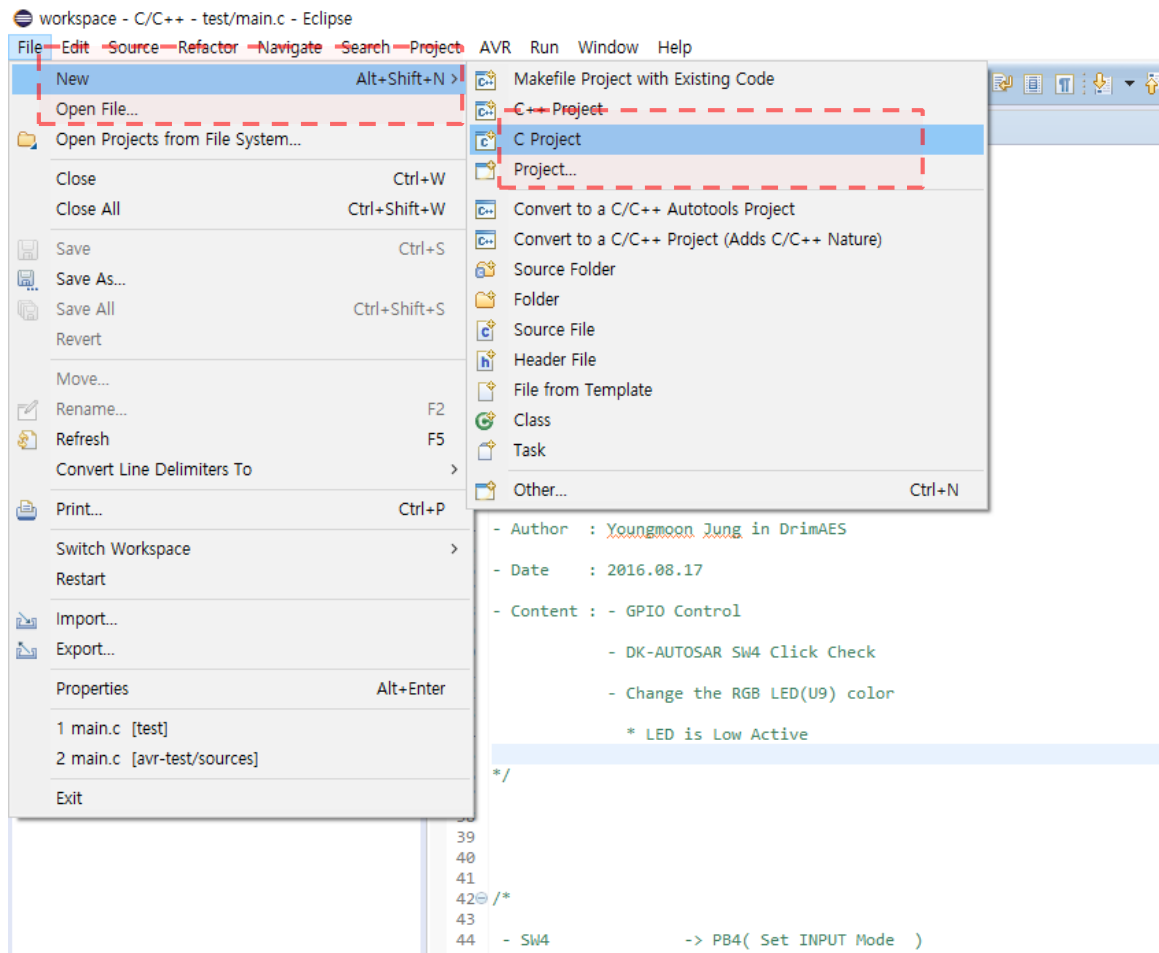 workspace - C/C++ - test/main.c - Eclipse
File Edit Source Refactor Navigate Search Project AVR Run Window Help
New Alt+Shift+N >
Open File...
Open Projects from File System...
Close Ctrl+W
Close All Ctrl+Shift+W
Save Ctrl+S
Save As...
Save All Ctrl+Shift+S
Revert
Move...
Rename... F2
Refresh F5
Convert Line Delimiters To >
Print... Ctrl+P
Switch Workspace >
Restart
Import...
Export...
Properties Alt+Enter
1 main.c [test]
2 main.c [avr-test/sources]
Exit
Makefile Project with Existing Code
C++ Project
C Project
Project...
Convert to a C/C++ Autotools Project
Convert to a C/C++ Project (Adds C/C++ Nature)
Source Folder
Folder
Source File
Header File
File from Template
Class
Task
Other... Ctrl+N
- Author : Youngmoon Jung in DrimAES
- Date : 2016.08.17
- Content : - GPIO Control
- DK-AUTOSAR SW4 Click Check
- Change the RGB LED(U9) color
* LED is Low Active
*/
39
40
41
42 /*
43
44 - SW4 -> PB4( Set INPUT Mode )